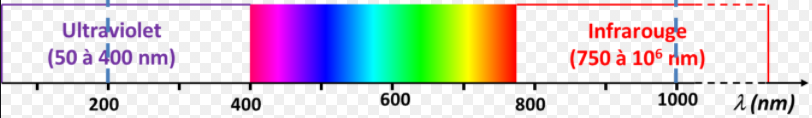 Ultraviolet
(50 à 400 nm)
Infrarouge
(750 à 10⁶ nm)
200 400 600 800 1000 λ (nm)